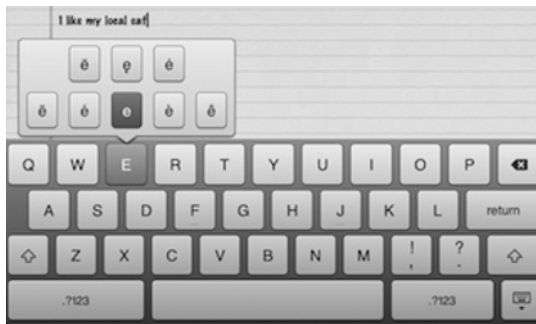 I like my local caf
ę
é e è ê
Q W E R T Y U I O P
A S D F G H J K L return
Z X C V B N M ! , ? .
.?123 .?123